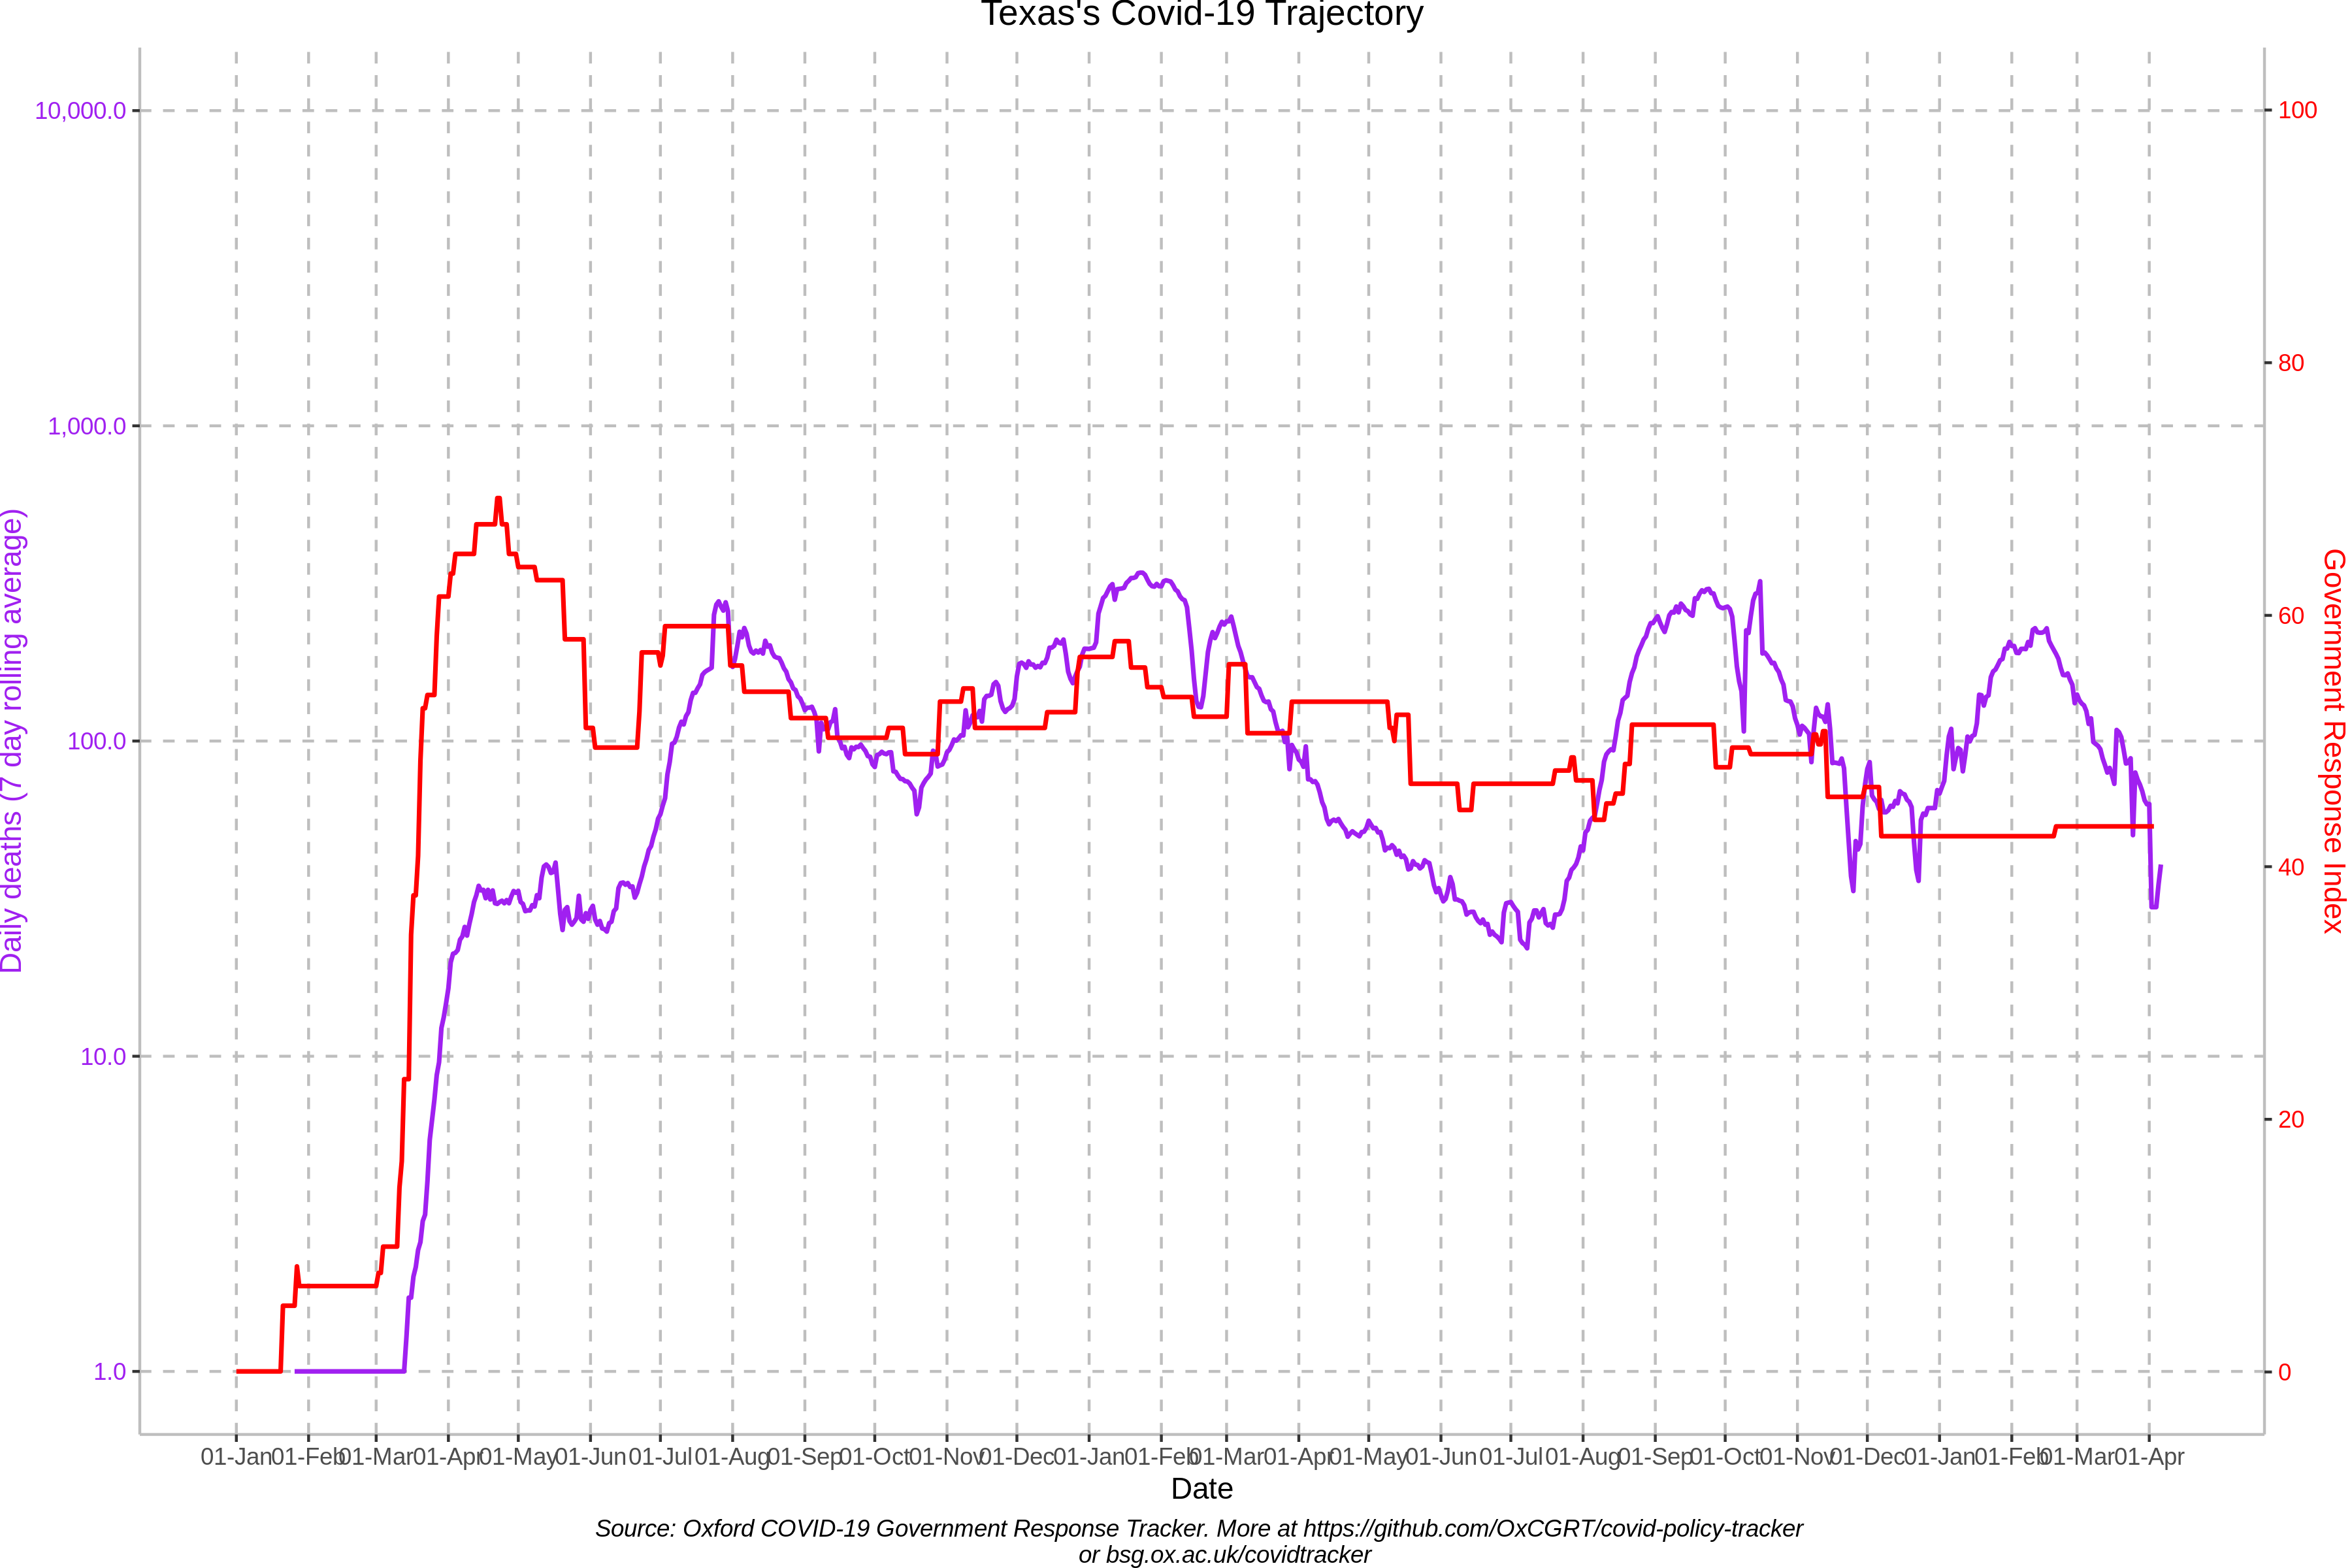 Texas's Covid-19 Trajectory
10,000.0
1,000.0
100.0
10.0
1.0
Daily deaths (7 day rolling average)
100
80
60
40
20
0
Government Response Index
01-Jan 01-Feb 01-Mar 01-Apr 01-May 01-Jun 01-Jul 01-Aug 01-Sep 01-Oct 01-Nov 01-Dec 01-Jan 01-Feb 01-Mar 01-Apr 01-May 01-Jun 01-Jul 01-Aug 01-Sep 01-Oct 01-Nov 01-Dec 01-Jan 01-Feb 01-Mar 01-Apr
Date
Source: Oxford COVID-19 Government Response Tracker. More at https://github.com/OxCGRT/covid-policy-tracker
or bsg.ox.ac.uk/covidtracker